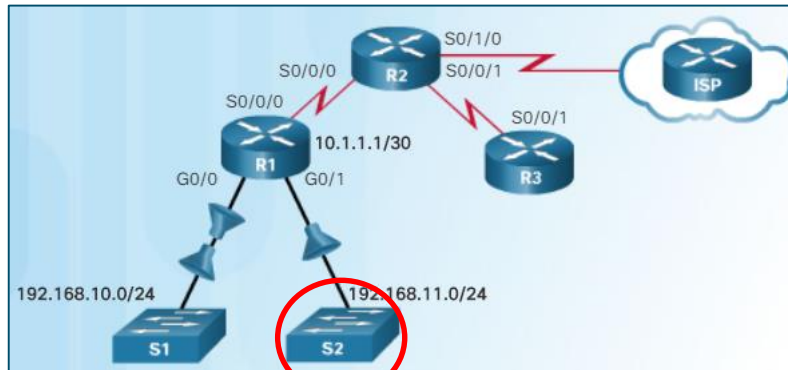 S0/1/0
S0/0/0
R2
S0/0/1
ISP
S0/0/0
S0/0/1
R1
10.1.1.1/30
R3
G0/0
G0/1
192.168.10.0/24
192.168.11.0/24
S1
S2